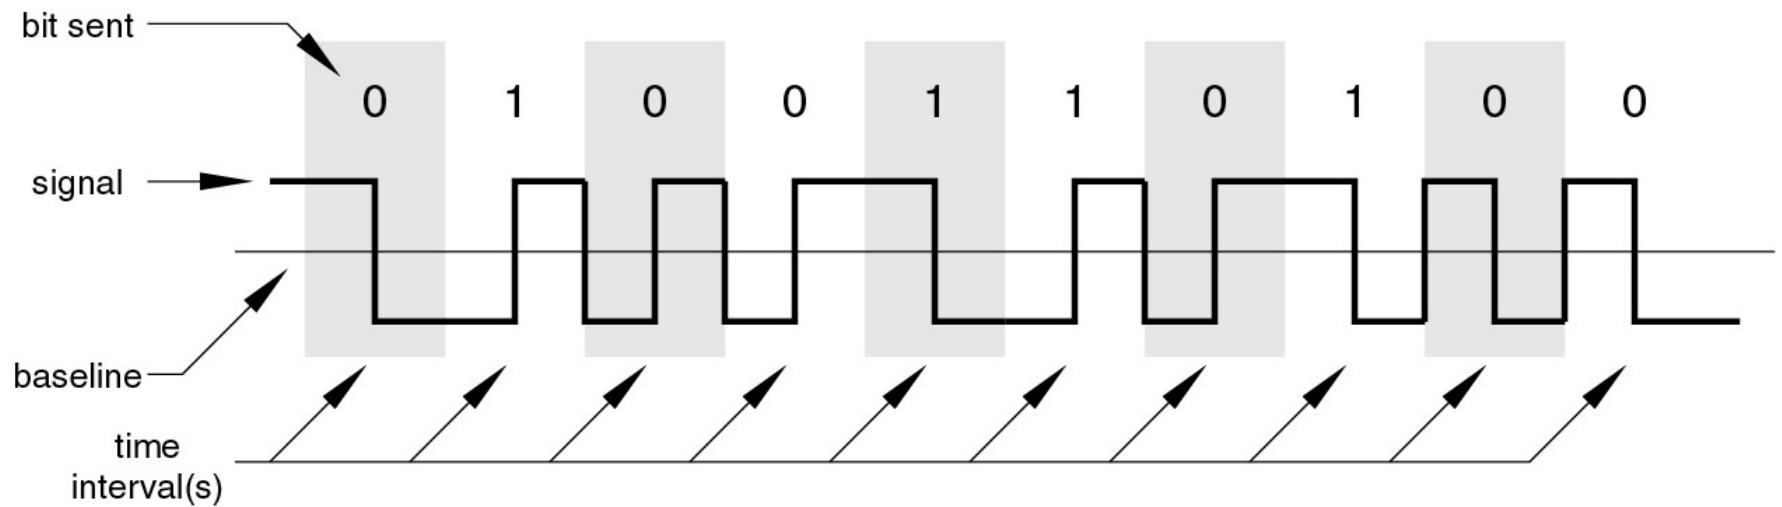 bit sent
0 1 0 0 1 1 0 1 0 0
signal
baseline
time
interval(s)